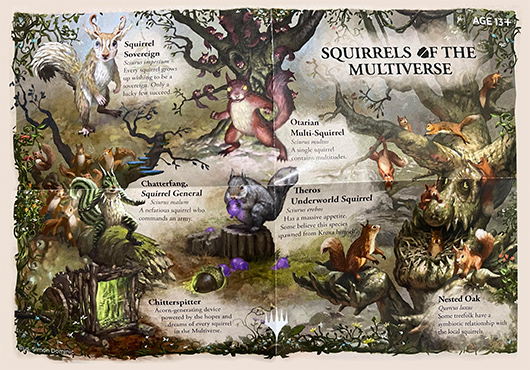 AGE 13+
SQUIRRELS OF THE
MULTIVERSE
Squirrel
Sovereign
Sciurus imperium
Every squirrel grows
up wishing to be a
sovereign. Only a
lucky few succeed.
Otarian
Multi-Squirrel
Sciurus multus
A single squirrel
contains multitudes.
Chatterfang,
Squirrel General
Sciurus malum
A nefarious squirrel who
commands an army.
Theros
Underworld Squirrel
Sciurus erebos
Has a massive appetite.
Some believe this species
spawned from Kroxa himself.
Chitterspitter
Acorn-generating device
powered by the hopes and
dreams of every squirrel
in the Multiverse.
Nested Oak
Quercus luxus
Some treefolk have a
symbiotic relationship with
the local squirrels.
Simon Dominic